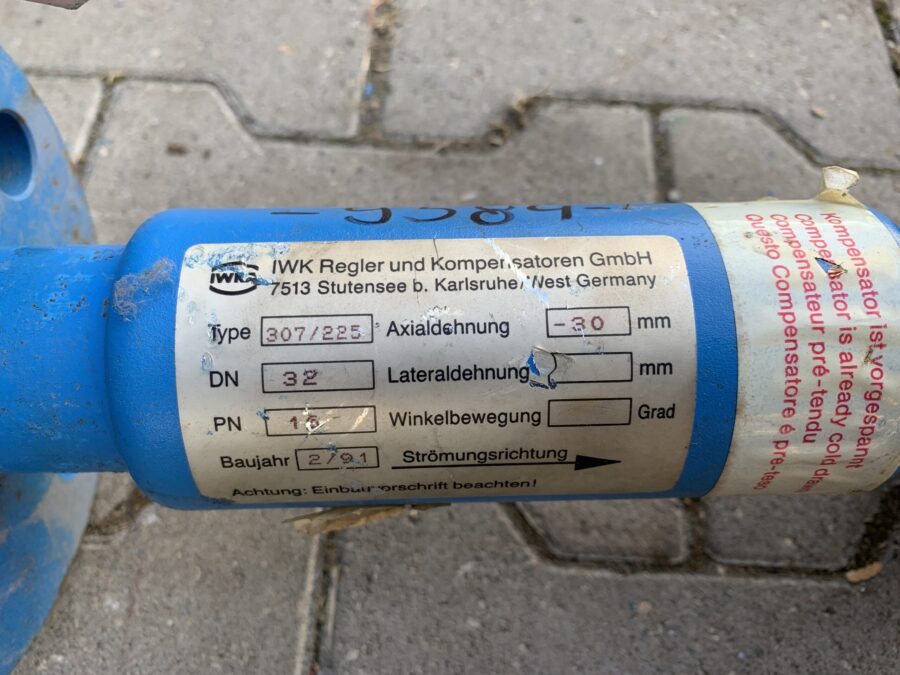 IWKA
IWK Regler und Kompensatoren GmbH
7513 Stutensee b. Karlsruhe/West Germany
Type 307/225 Axialdehnung -30 mm
DN 32 Lateraldehnung mm
PN 16 Winkelbewegung Grad
Baujahr 2/91 Strömungsrichtung
Achtung: Einbauvorschrift beachten!
Kompensator ist vorgespannt
Compensator is already cold drawn
Compensateur pré-tendu
Questo Compensatore é pre-teso